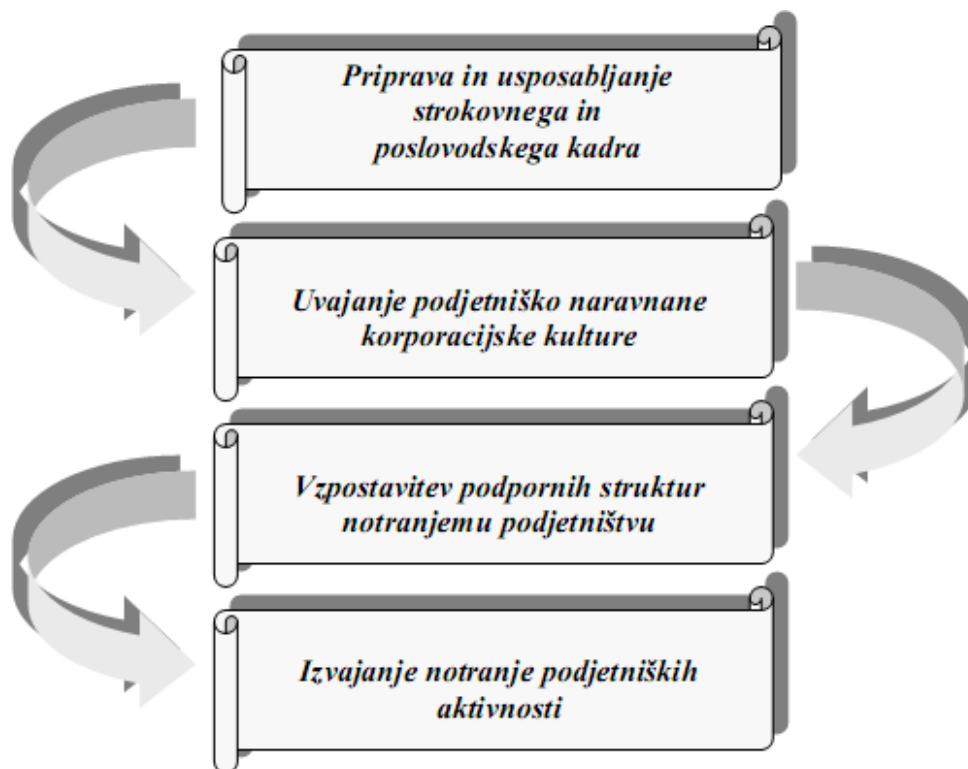 Priprava in usposabljanje
strokovnega in
poslovodskega kadra
Uvajanje podjetniško naravnane
korporacijske kulture
Vzpostavitev podpornih struktur
notranjemu podjetništvu
Izvajanje notranje podjetniških
aktivnosti